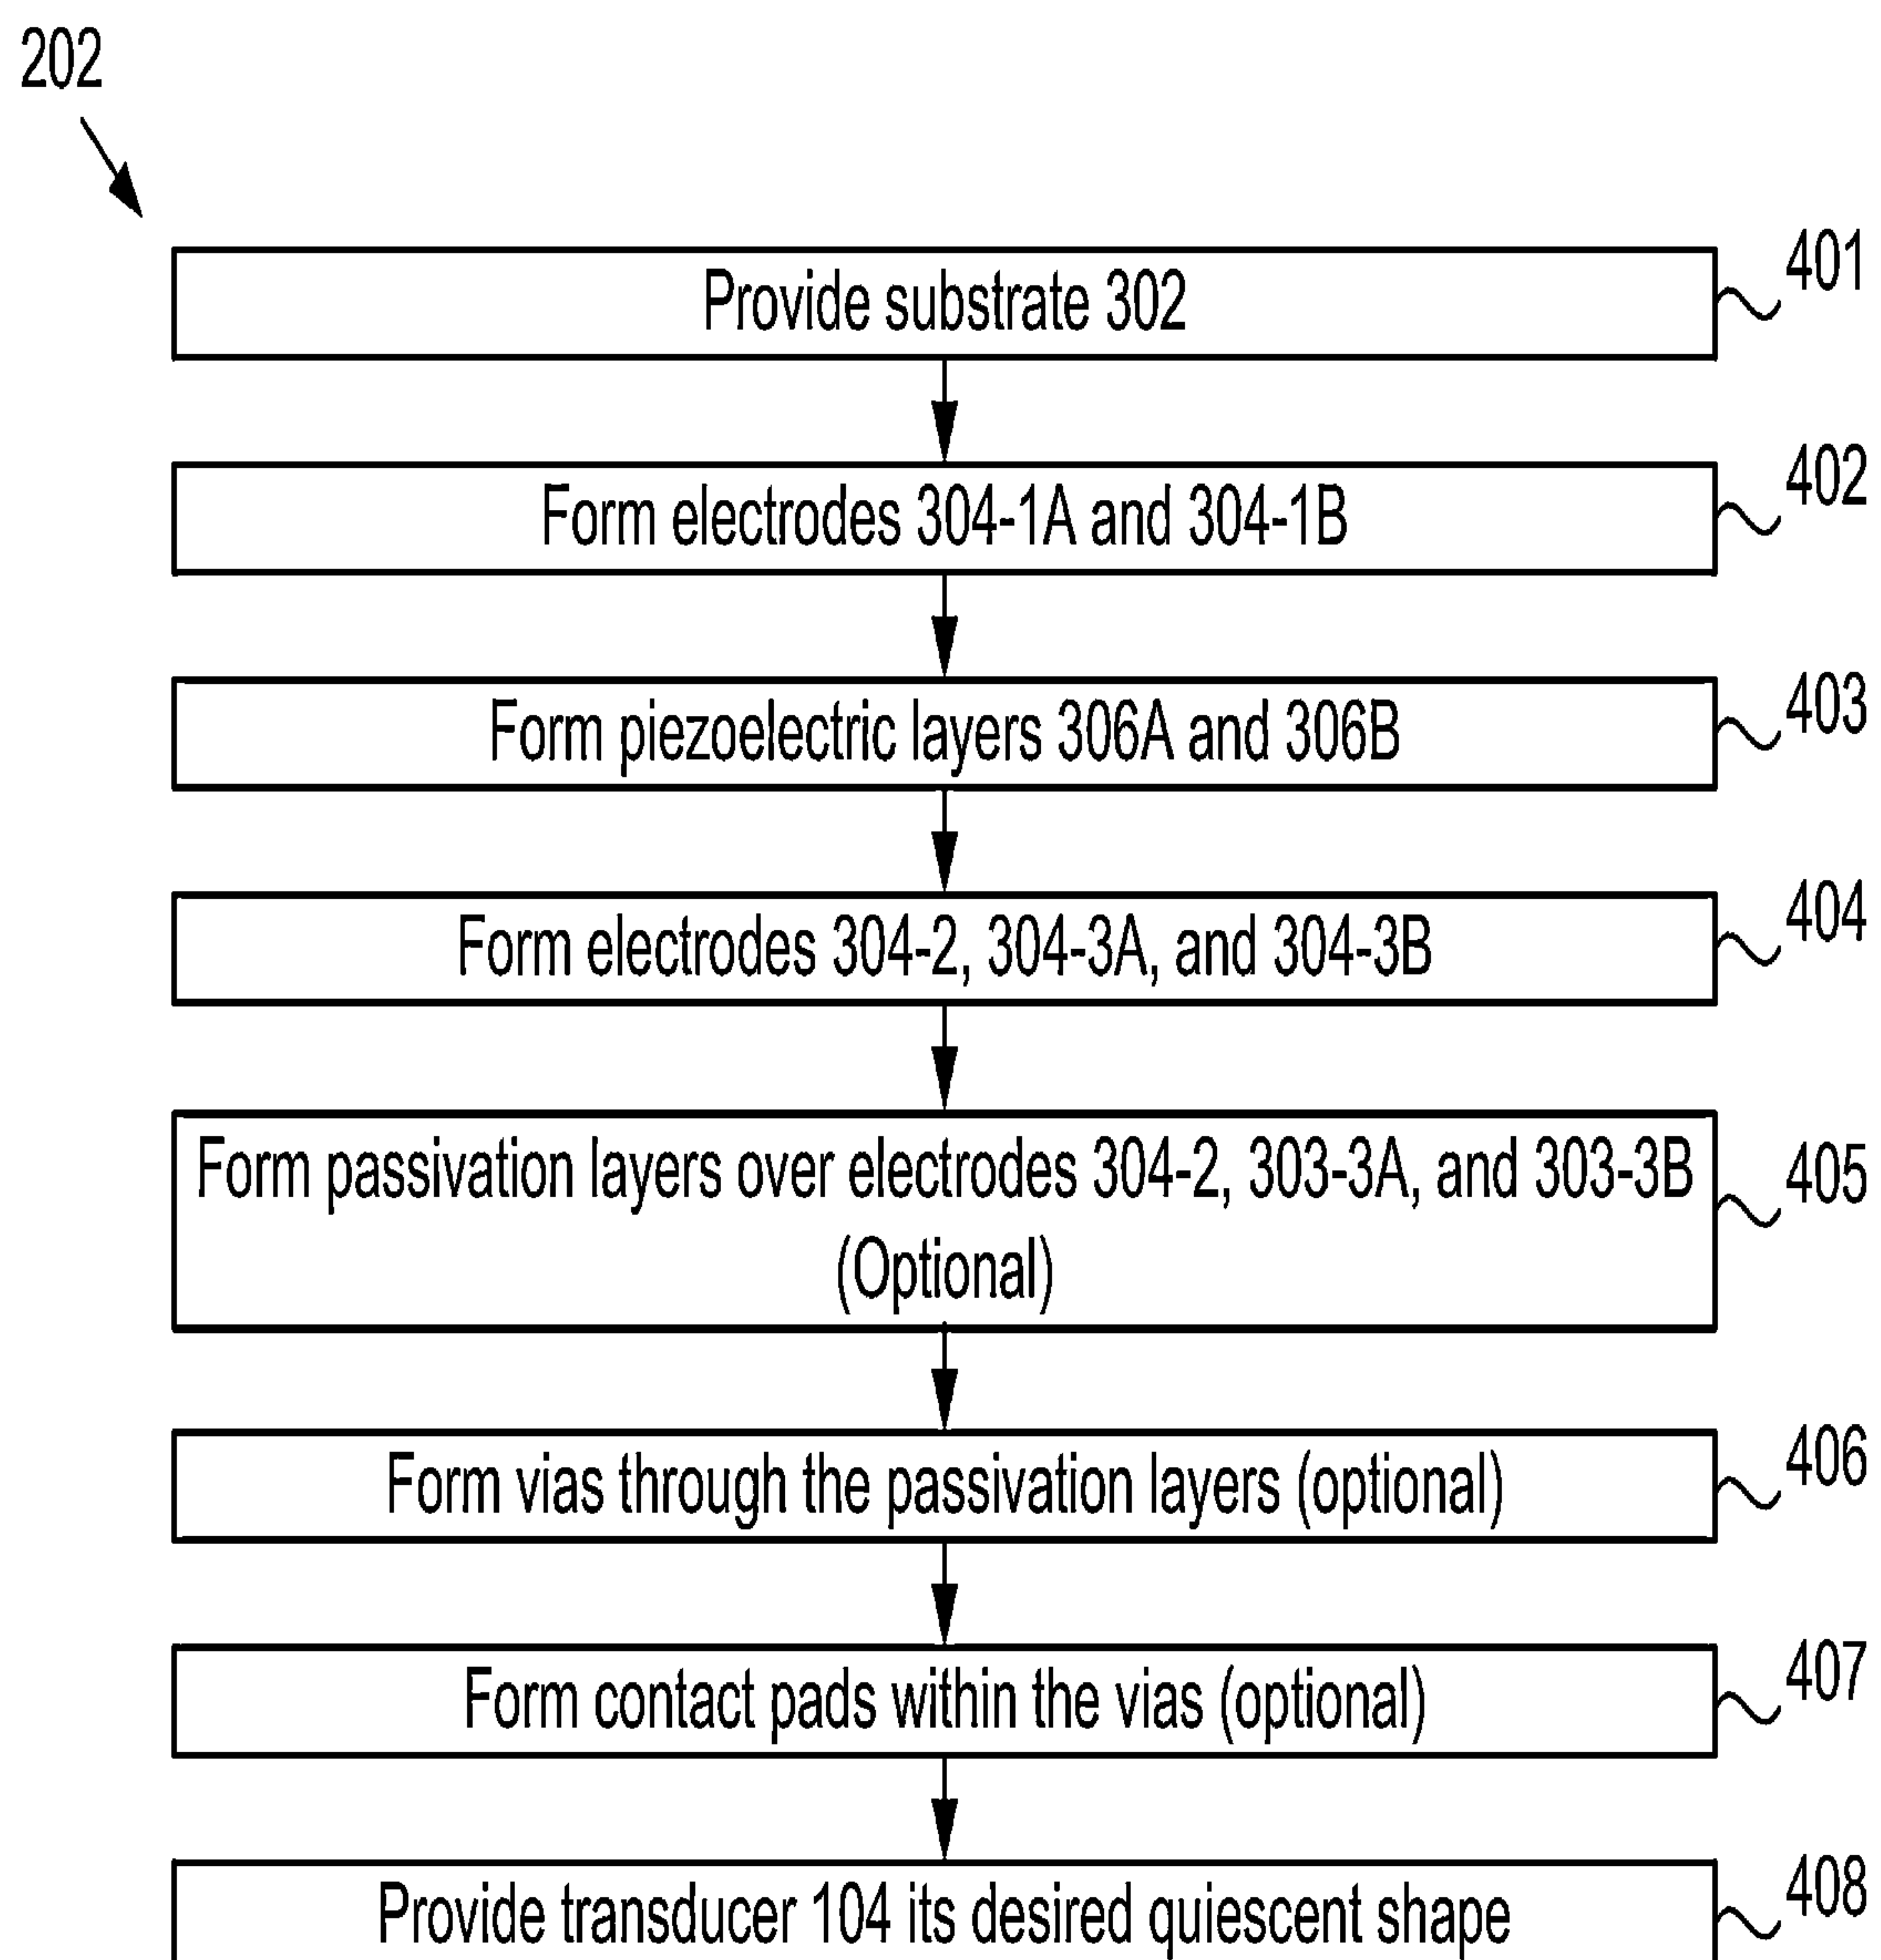 202
Provide substrate 302
401
Form electrodes 304-1A and 304-1B
402
Form piezoelectric layers 306A and 306B
403
Form electrodes 304-2, 304-3A, and 304-3B
404
Form passivation layers over electrodes 304-2, 303-3A, and 303-3B
(Optional)
405
Form vias through the passivation layers (optional)
406
Form contact pads within the vias (optional)
407
Provide transducer 104 its desired quiescent shape
408